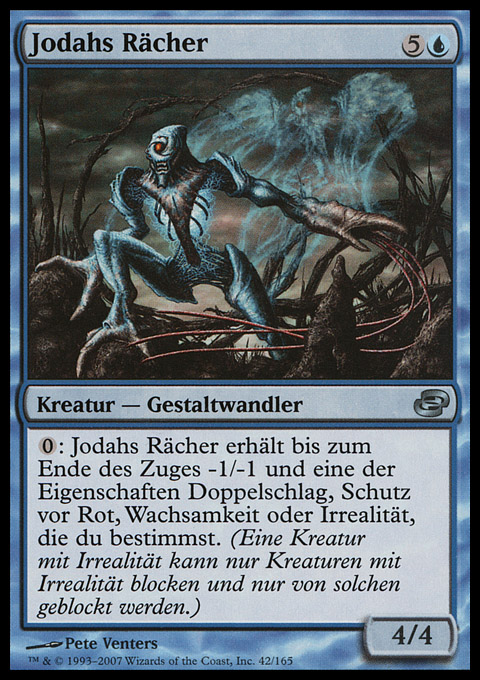 Jodahs Rächer 5
Kreatur — Gestaltwandler
0: Jodahs Rächer erhält bis zum
Ende des Zuges -1/-1 und eine der
Eigenschaften Doppelschlag, Schutz
vor Rot, Wachsamkeit oder Irrealität,
die du bestimmst. (Eine Kreatur
mit Irrealität kann nur Kreaturen mit
Irrealität blocken und nur von solchen
geblockt werden.)
4/4
Pete Venters
™ & © 1993–2007 Wizards of the Coast, Inc. 42/165